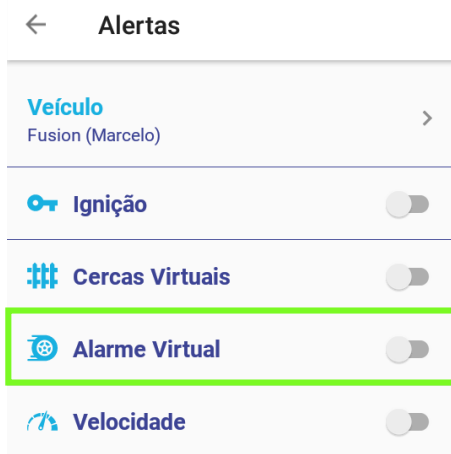 Alertas
Veículo
Fusion (Marcelo)
Ignição
Cercas Virtuais
Alarme Virtual
Velocidade